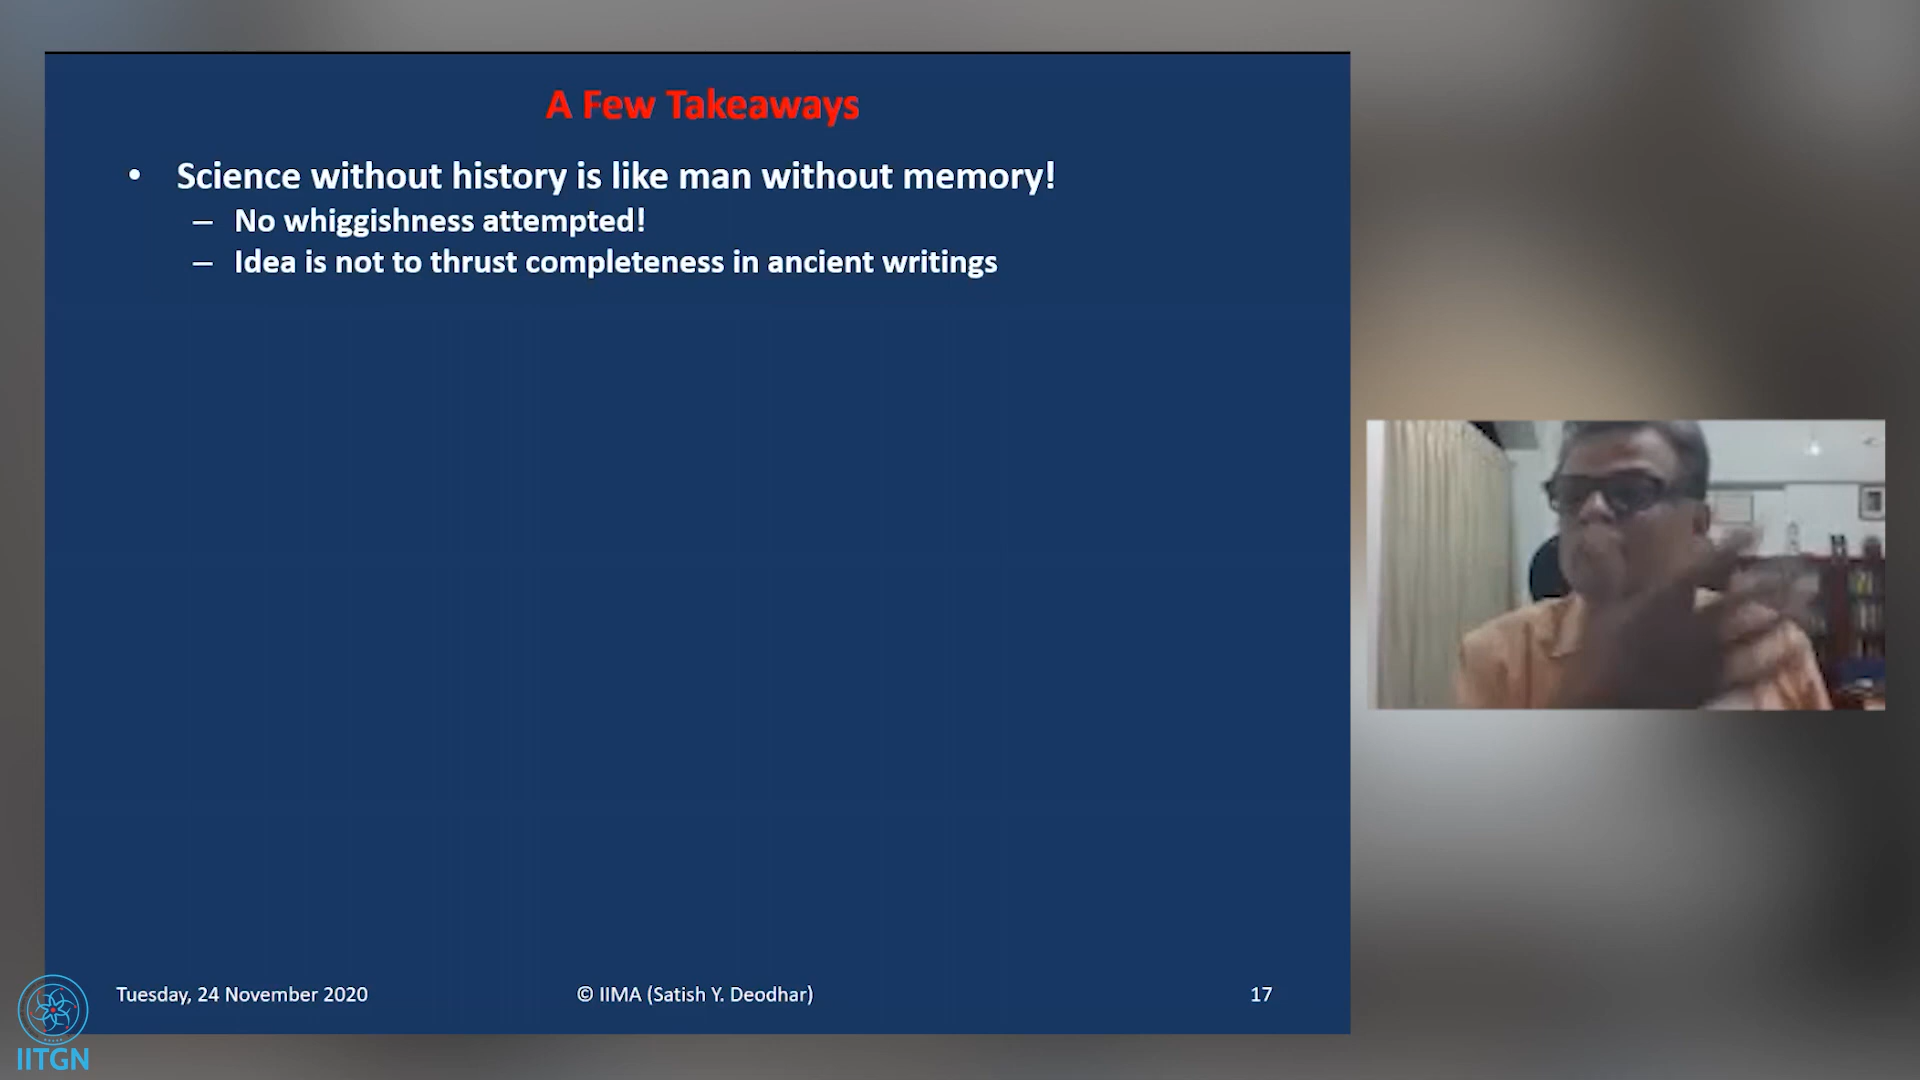 A Few Takeaways
• Science without history is like man without memory!
– No whiggishness attempted!
– Idea is not to thrust completeness in ancient writings
Tuesday, 24 November 2020
© IIMA (Satish Y. Deodhar)
17
IITGN